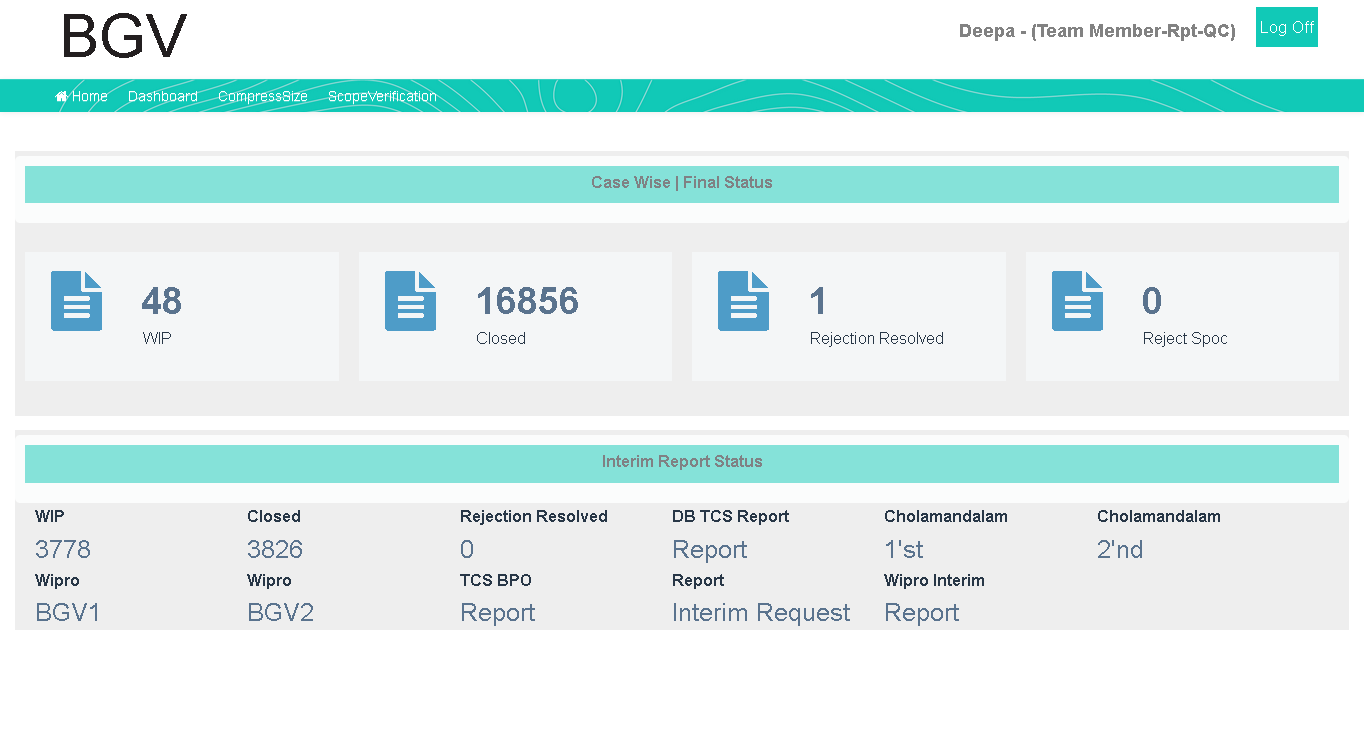 BGV
Deepa - (Team Member-Rpt-QC) Log Off
Home Dashboard CompressSize ScopeVerification
Case Wise | Final Status
48 16856 1 0
WIP Closed Rejection Resolved Reject Spoc
Interim Report Status
WIP Closed Rejection Resolved DB TCS Report Cholamandalam Cholamandalam
3778 3826 0 Report 1'st 2'nd
Wipro Wipro TCS BPO Report Wipro Interim
BGV1 BGV2 Report Interim Request Report